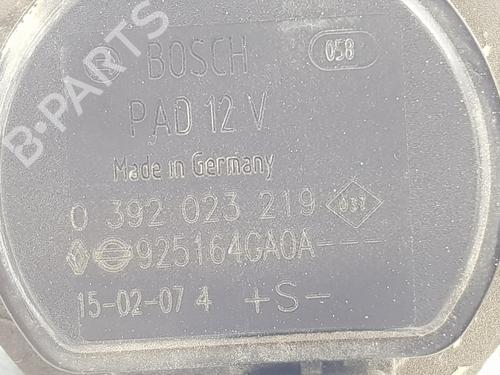 B-PARTS
BOSCH
058
PAD 12 V
Made in Germany
0 392 023 219
925164GA0A---
15-02-07 4 +S-